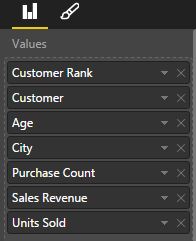 Values
Customer Rank
Customer
Age
City
Purchase Count
Sales Revenue
Units Sold